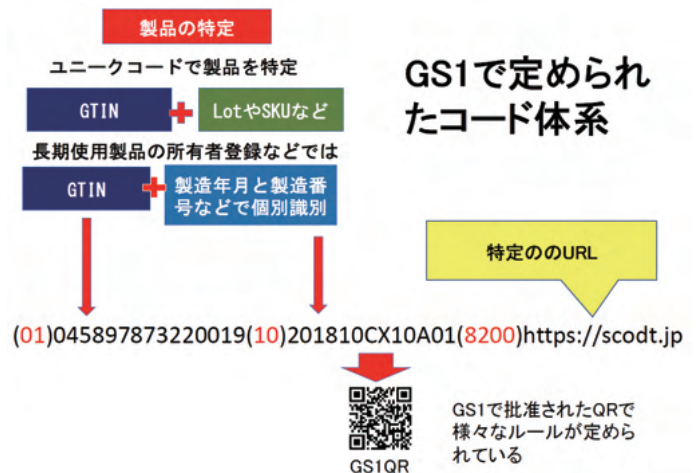 製品の特定
ユニークコードで製品を特定
GTIN
LotやSKUなど
長期使用製品の所有者登録などでは
GTIN
製造年月と製造番
号などで個別識別
GS1で定められ
たコード体系
特定ののURL
(01)045897873220019(10)201810CX10A01(8200)https://scodt.jp
GS1QR
GS1で批准されたQRで
様々なルールが定めら
れている